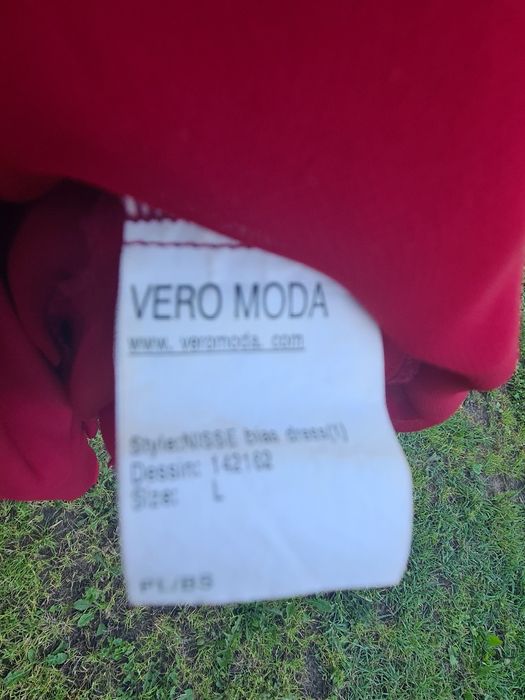 VERO MODA
www.veromoda.com
Style:NISSE bias dress(1)
Dessin: 142162
Size: L